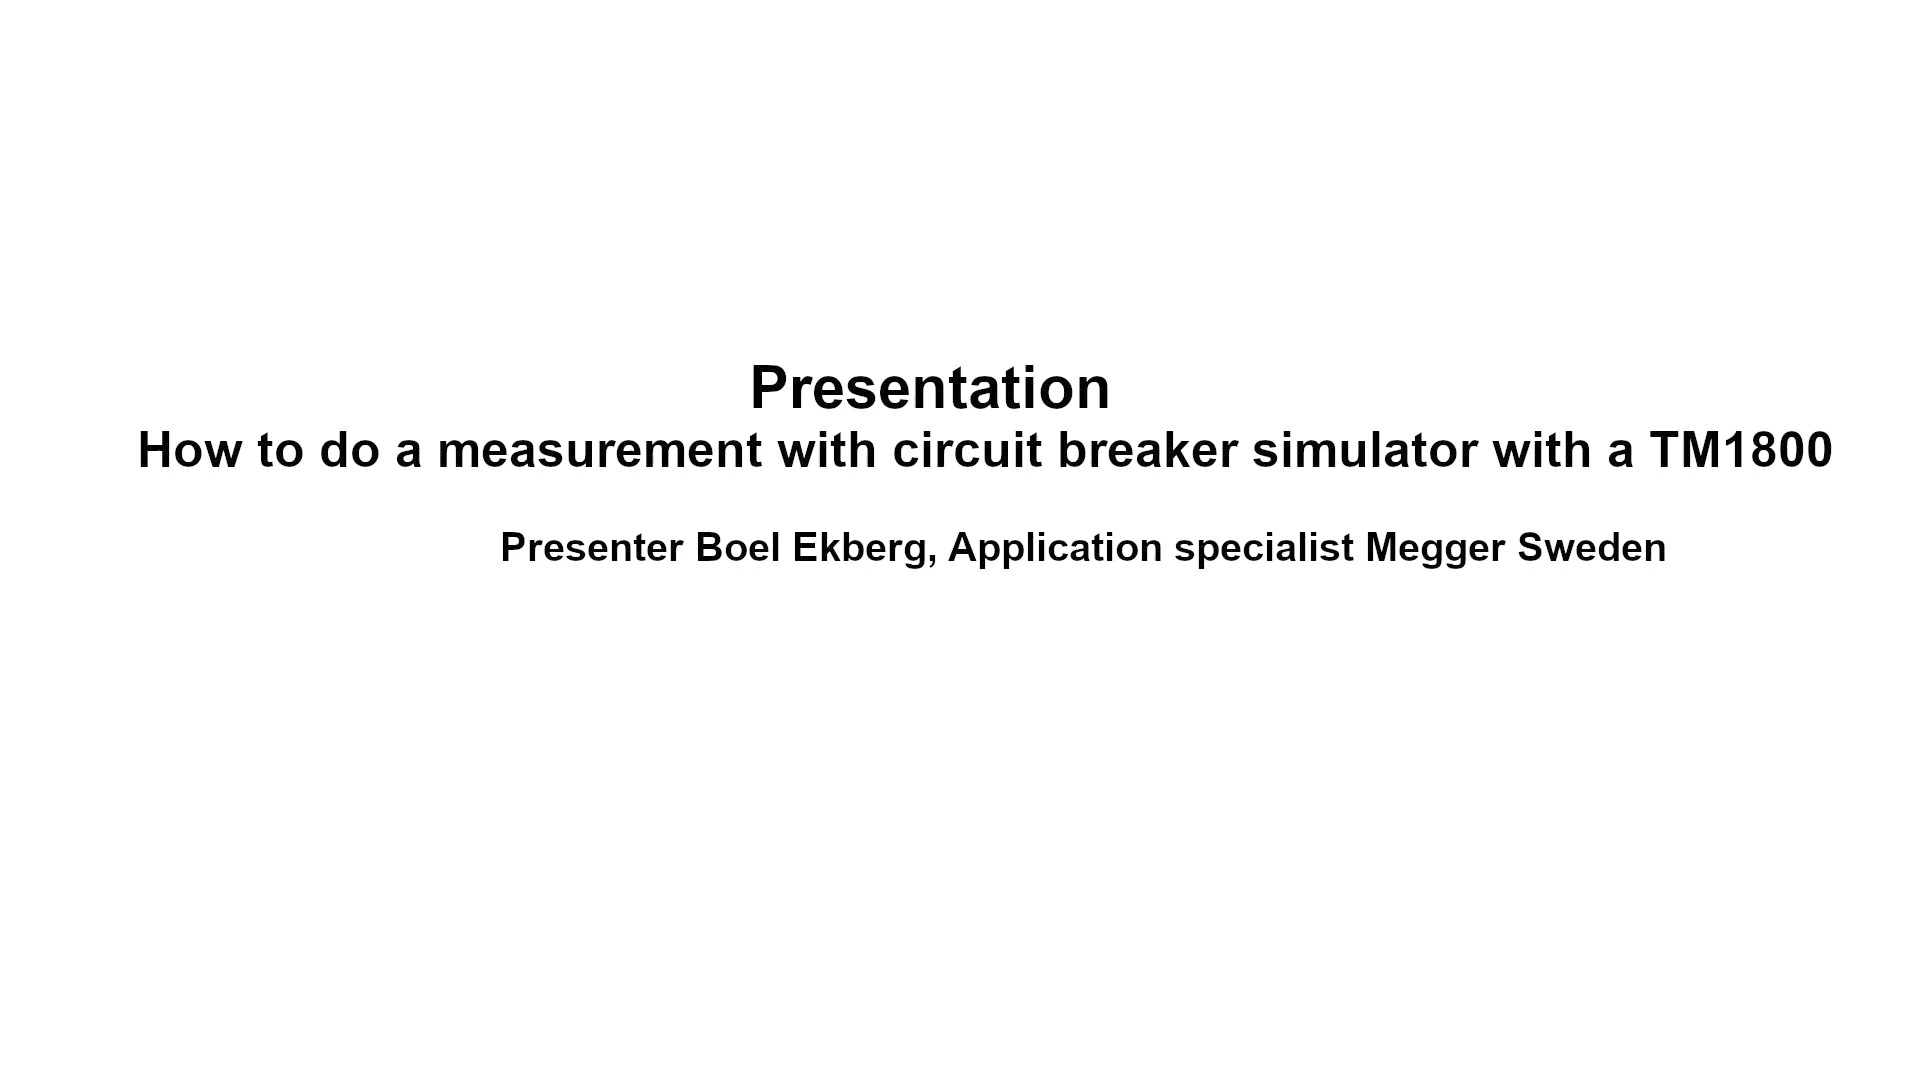 Presentation
How to do a measurement with circuit breaker simulator with a TM1800
Presenter Boel Ekberg, Application specialist Megger Sweden